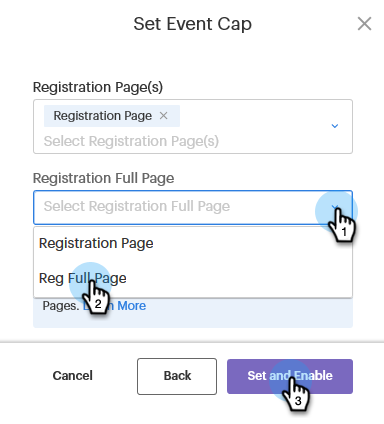 Set Event Cap
Registration Page(s)
Registration Page ×
Select Registration Page(s)
Registration Full Page
Select Registration Full Page
1
Registration Page
Reg Full Page
2
Pages. Learn More
Cancel Back Set and Enable
3